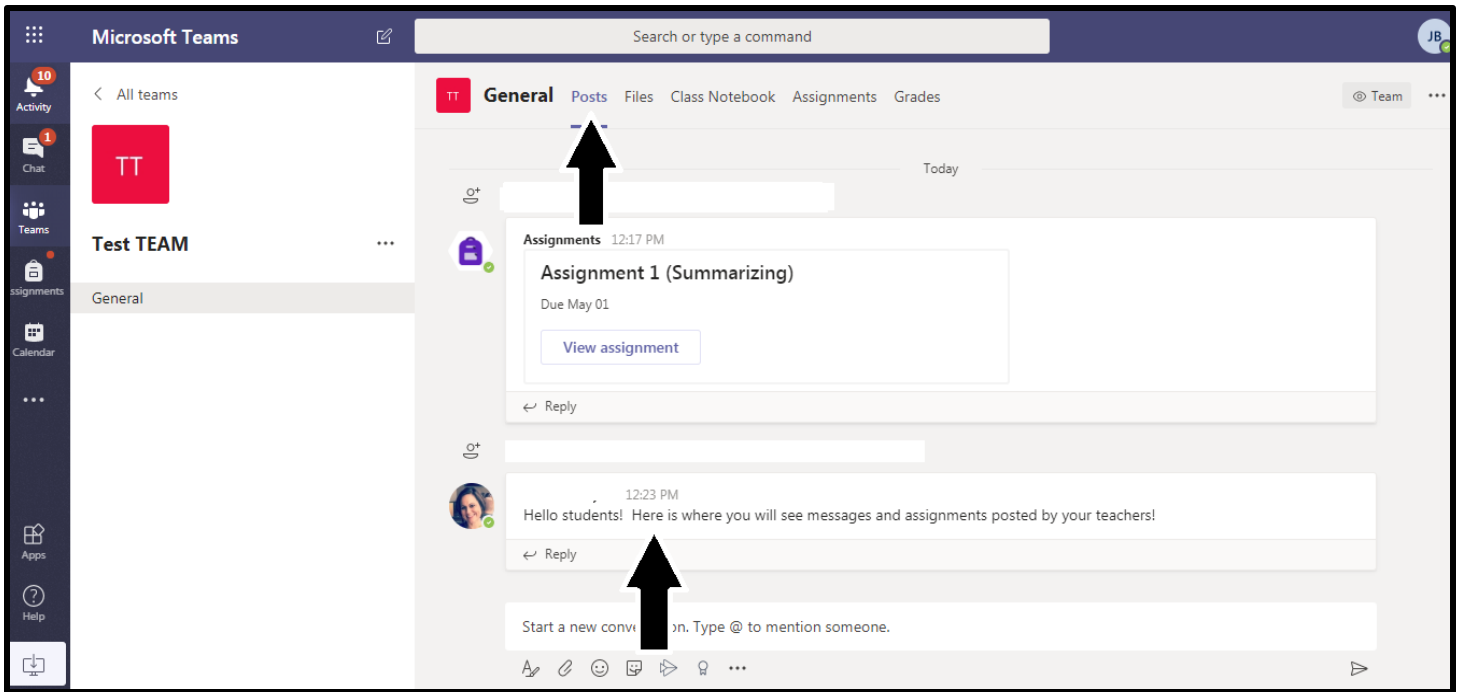 Microsoft Teams
Search or type a command
JB
10
Activity
1
Chat
Teams
ssignments
Calendar
Apps
Help
All teams
TT
Test TEAM
General
TT General Posts Files Class Notebook Assignments Grades
Team
Today
Assignments 12:17 PM
Assignment 1 (Summarizing)
Due May 01
View assignment
Reply
12:23 PM
Hello students! Here is where you will see messages and assignments posted by your teachers!
Reply
Start a new conve on. Type @ to mention someone.